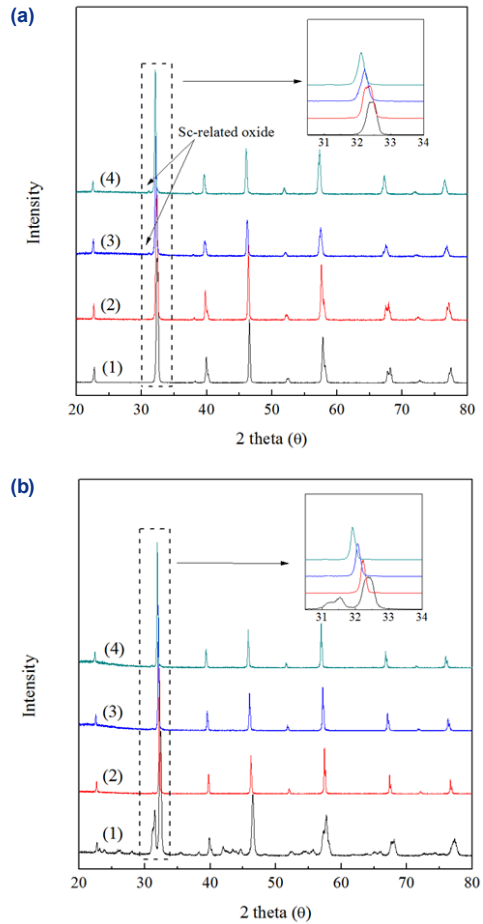 (a)
Intensity
Sc-related oxide
(4)
(3)
(2)
(1)
31 32 33 34
20 30 40 50 60 70 80
2 theta (θ)
(b)
Intensity
(4)
(3)
(2)
(1)
31 32 33 34
20 30 40 50 60 70 80
2 theta (θ)